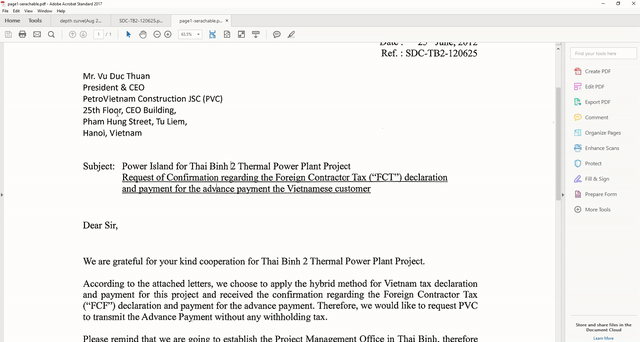 page1-serachable.pdf - Adobe Acrobat Standard 2017
File Edit View Window Help
Home Tools depth curve(Aug 2... SDC-TB2-120625.p... page1-serachable.p... ×
Find your tools here
Date : 25 June, 2012
Ref. : SDC-TB2-120625
Mr. Vu Duc Thuan
President & CEO
PetroVietnam Construction JSC (PVC)
25th Floor, CEO Building,
Pham Hung Street, Tu Liem,
Hanoi, Vietnam
Subject: Power Island for Thai Binh 2 Thermal Power Plant Project
Request of Confirmation regarding the Foreign Contractor Tax (“FCT”) declaration
and payment for the advance payment the Vietnamese customer
Dear Sir,
We are grateful for your kind cooperation for Thai Binh 2 Thermal Power Plant Project.
According to the attached letters, we choose to apply the hybrid method for Vietnam tax declaration
and payment for this project and received the confirmation regarding the Foreign Contractor Tax
(“FCF”) declaration and payment for the advance payment. Therefore, we would like to request PVC
to transmit the Advance Payment without any withholding tax.
Please remind that we are going to establish the Project Management Office in Thai Binh, therefore
Create PDF
Edit PDF
Export PDF
Comment
Organize Pages
Enhance Scans
Protect
Fill & Sign
Prepare Form
More Tools
Store and share files in the
Document Cloud
Learn More